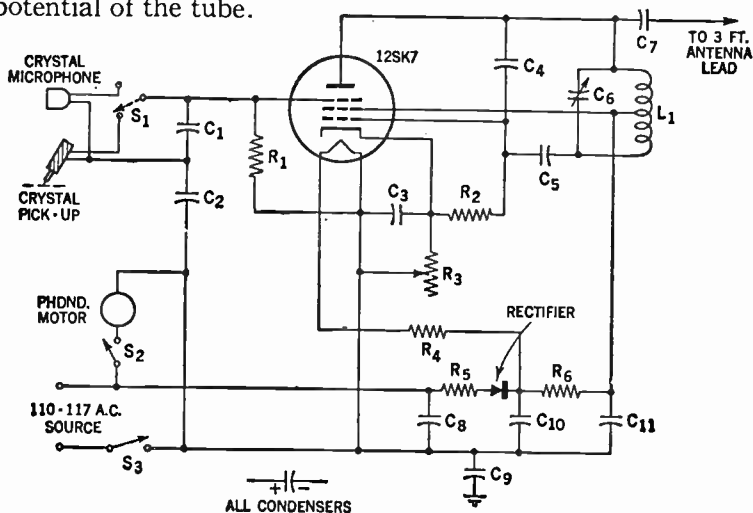 potential of the tube.
CRYSTAL
MICROPHONE
S1
C1
C2
CRYSTAL
PICK-UP
R1
12SK7
C3
R2
R3
C4
C5
C6
L1
C7
TO 3 FT.
ANTENNA
LEAD
PHDND.
MOTOR
S2
R4
RECTIFIER
R5
R6
C8
C10
C11
C9
110-117 A.C.
SOURCE
S3
+ -
ALL CONDENSERS